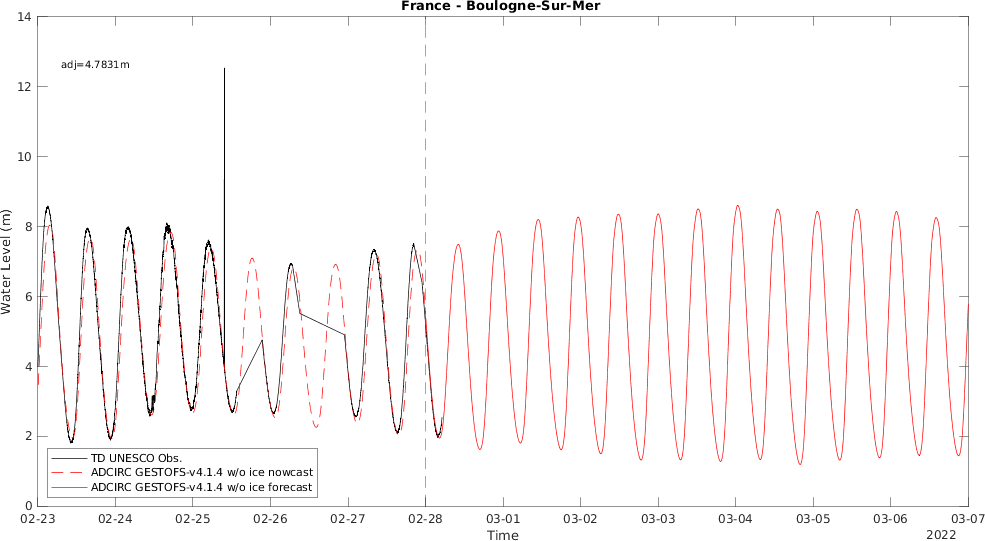 France - Boulogne-Sur-Mer
14
12
10
8
6
4
2
0
Water Level (m)
adj=4.7831m
TD UNESCO Obs.
ADCIRC GESTOFS-v4.1.4 w/o ice nowcast
ADCIRC GESTOFS-v4.1.4 w/o ice forecast
02-23 02-24 02-25 02-26 02-27 02-28 03-01 03-02 03-03 03-04 03-05 03-06 03-07
Time
2022